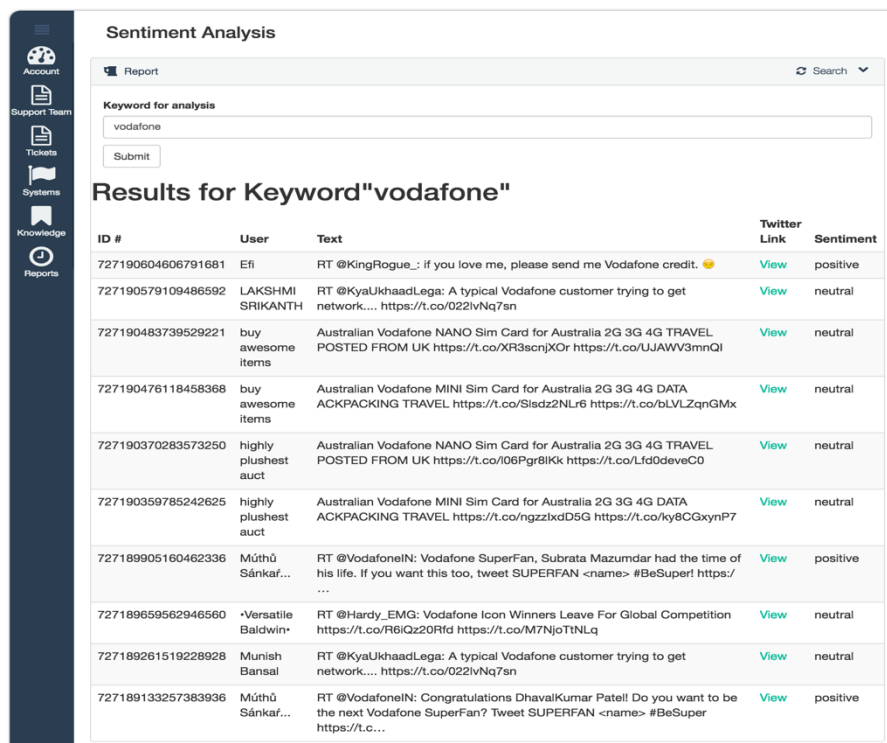 Sentiment Analysis
Account
Support Team
Tickets
Systems
Knowledge
Reports
Report
Search
Keyword for analysis
vodafone
Submit
Results for Keyword"vodafone"
ID # User Text Twitter Link Sentiment
727190604606791681 Efi RT @KingRogue_: if you love me, please send me Vodafone credit. 😏 View positive
727190579109486592 LAKSHMI RT @KyaUkhaadLega: A typical Vodafone customer trying to get View neutral
SRIKANTH network.... https://t.co/022lvNq7sn
727190483739529221 buy Australian Vodafone NANO Sim Card for Australia 2G 3G 4G TRAVEL View neutral
awesome POSTED FROM UK https://t.co/XR3scnjXOr https://t.co/UJAWV3mnQI
items
727190476118458368 buy Australian Vodafone MINI Sim Card for Australia 2G 3G 4G DATA View neutral
awesome ACKPACKING TRAVEL https://t.co/Slsdz2NLr6 https://t.co/bLVLZqnGMx
items
727190370283573250 highly Australian Vodafone NANO Sim Card for Australia 2G 3G 4G TRAVEL View neutral
plushest POSTED FROM UK https://t.co/l06Pgr8lKk https://t.co/Lfd0deveC0
auct
727190359785242625 highly Australian Vodafone MINI Sim Card for Australia 2G 3G 4G DATA View neutral
plushest ACKPACKING TRAVEL https://t.co/ngzzlxdD5G https://t.co/ky8CGxynP7
auct
727189905160462336 Múthû RT @VodafoneIN: Vodafone SuperFan, Subrata Mazumdar had the time of View positive
Sánkař... his life. If you want this too, tweet SUPERFAN <name> #BeSuper! https:/
…
727189659562946560 •Versatile RT @Hardy_EMG: Vodafone Icon Winners Leave For Global Competition View neutral
Baldwin• https://t.co/R6iQz20Rfd https://t.co/M7NjoTtNLq
727189261519228928 Munish RT @KyaUkhaadLega: A typical Vodafone customer trying to get View neutral
Bansal network.... https://t.co/022lvNq7sn
727189133257383936 Múthû RT @VodafoneIN: Congratulations DhavalKumar Patel! Do you want to be View positive
Sánkař... the next Vodafone SuperFan? Tweet SUPERFAN <name> #BeSuper
https://t.c…